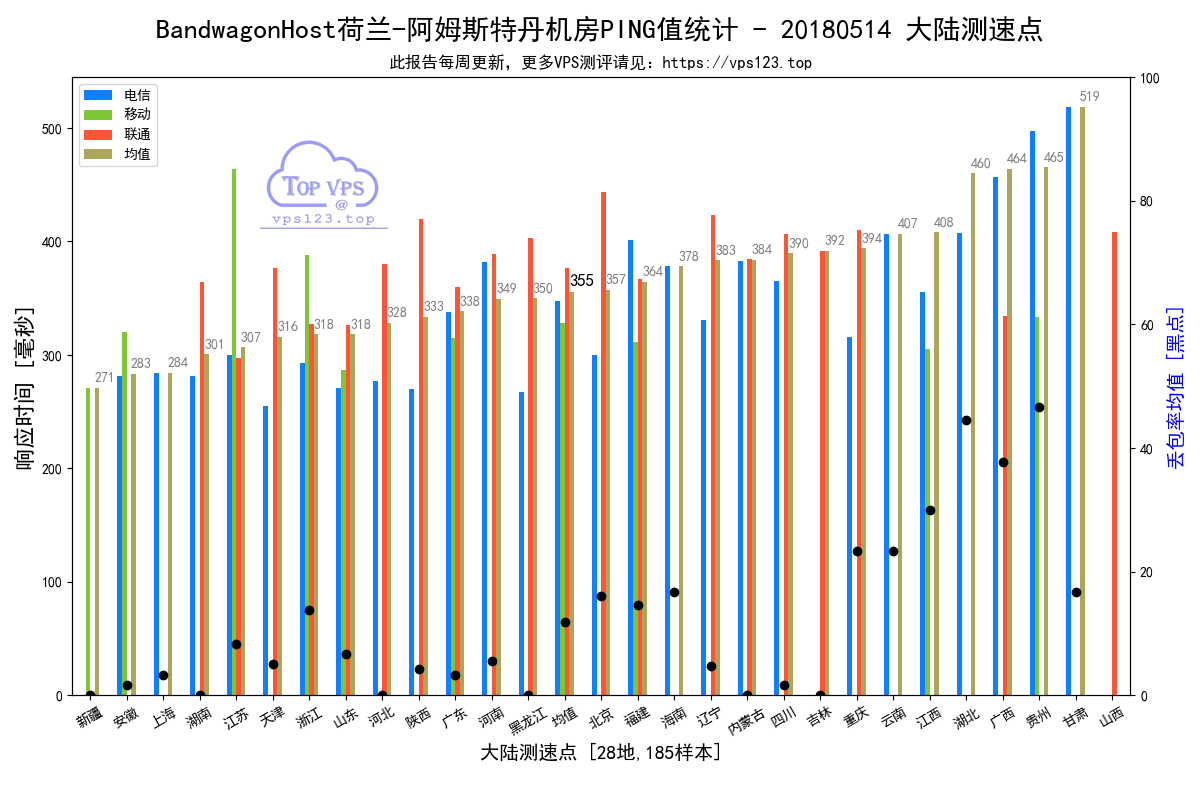 BandwagonHost荷兰-阿姆斯特丹机房PING值统计 - 20180514 大陆测速点
此报告每周更新，更多VPS测评请见：https://vps123.top
电信
移动
联通
均值
TOP VPS
@
vps123.top
响应时间 [毫秒]
0
100
200
300
400
500
丢包率均值 [黑点]
0
20
40
60
80
100
271
283
284
301
307
316
318
318
328
333
338
349
350
355
357
364
378
383
384
390
392
394
407
408
460
464
465
519
新疆
安徽
上海
湖南
江苏
天津
浙江
山东
河北
陕西
广东
河南
黑龙江
均值
北京
福建
海南
辽宁
内蒙古
四川
吉林
重庆
云南
江西
湖北
广西
贵州
甘肃
山西
大陆测速点 [28地,185样本]